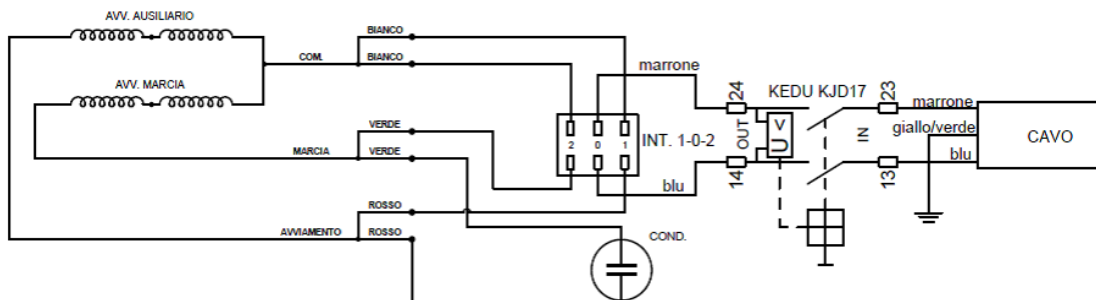 AVV. AUSILIARIO
AVV. MARCIA
COM.
BIANCO
BIANCO
VERDE
MARCIA
VERDE
ROSSO
AVVIAMENTO
ROSSO
COND.
marrone
2
0
1
INT. 1-0-2
blu
24
OUT
14
V
U
KEDU KJD17
IN
23
13
marrone
giallo/verde
blu
CAVO